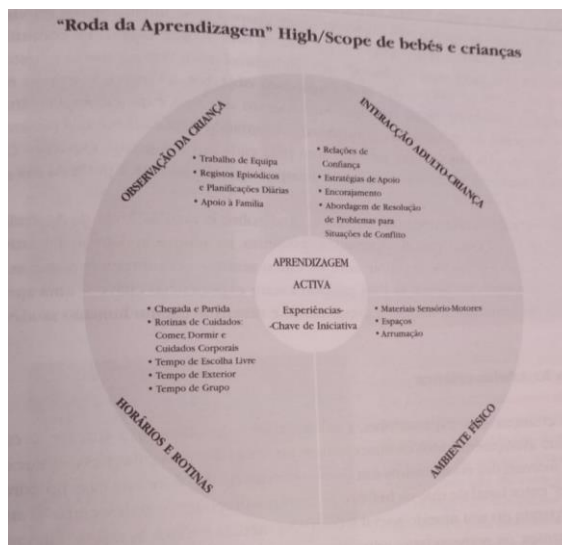 "Roda da Aprendizagem" High/Scope de bebés e crianças
OBSERVAÇÃO DA CRIANÇA
• Trabalho de Equipa
• Registos Episódicos
e Planificações Diárias
• Apoio à Família
INTERACÇÃO ADULTO-CRIANÇA
• Relações de
Confiança
• Estratégias de Apoio
• Encorajamento
• Abordagem de Resolução
de Problemas para
Situações de Conflito
APRENDIZAGEM
ACTIVA
Experiências-
-Chave de Iniciativa
• Chegada e Partida
• Rotinas de Cuidados:
Comer, Dormir e
Cuidados Corporais
• Tempo de Escolha Livre
• Tempo de Exterior
• Tempo de Grupo
HORÁRIOS E ROTINAS
• Materiais Sensório-Motores
• Espaços
• Arrumação
AMBIENTE FÍSICO